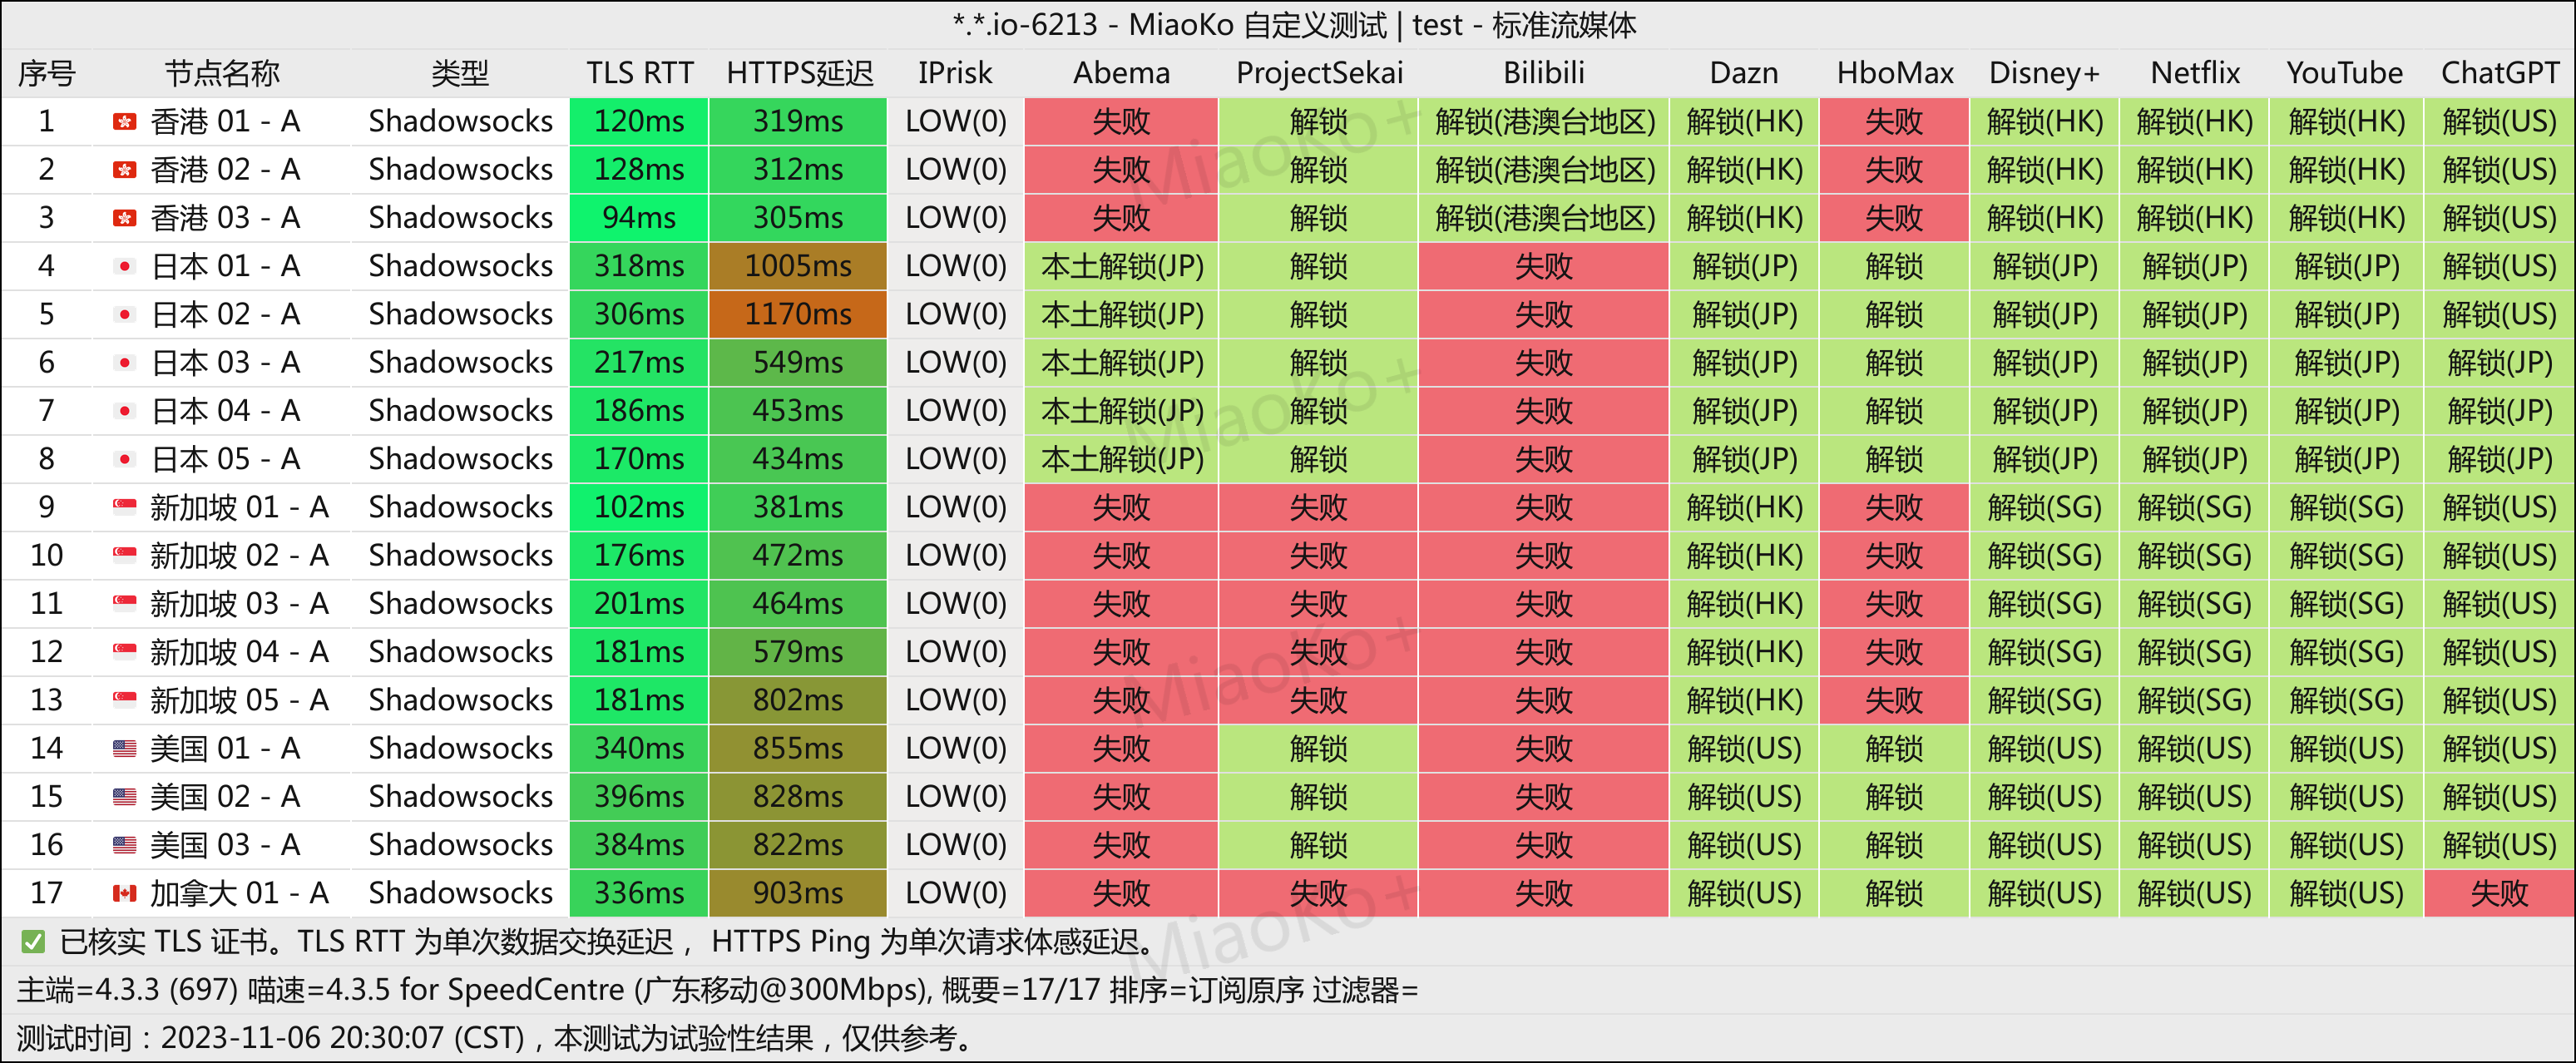 *.*.io-6213 - MiaoKo 自定义测试 | test - 标准流媒体
序号 节点名称 类型 TLS RTT HTTPS延迟 IPrisk Abema ProjectSekai Bilibili Dazn HboMax Disney+ Netflix YouTube ChatGPT
1 香港 01 - A Shadowsocks 120ms 319ms LOW(0) 失败 解锁 解锁(港澳台地区) 解锁(HK) 失败 解锁(HK) 解锁(HK) 解锁(HK) 解锁(US)
2 香港 02 - A Shadowsocks 128ms 312ms LOW(0) 失败 解锁 解锁(港澳台地区) 解锁(HK) 失败 解锁(HK) 解锁(HK) 解锁(HK) 解锁(US)
3 香港 03 - A Shadowsocks 94ms 305ms LOW(0) 失败 解锁 解锁(港澳台地区) 解锁(HK) 失败 解锁(HK) 解锁(HK) 解锁(HK) 解锁(US)
4 日本 01 - A Shadowsocks 318ms 1005ms LOW(0) 本土解锁(JP) 解锁 失败 解锁(JP) 解锁 解锁(JP) 解锁(JP) 解锁(JP) 解锁(US)
5 日本 02 - A Shadowsocks 306ms 1170ms LOW(0) 本土解锁(JP) 解锁 失败 解锁(JP) 解锁 解锁(JP) 解锁(JP) 解锁(JP) 解锁(US)
6 日本 03 - A Shadowsocks 217ms 549ms LOW(0) 本土解锁(JP) 解锁 失败 解锁(JP) 解锁 解锁(JP) 解锁(JP) 解锁(JP) 解锁(JP)
7 日本 04 - A Shadowsocks 186ms 453ms LOW(0) 本土解锁(JP) 解锁 失败 解锁(JP) 解锁 解锁(JP) 解锁(JP) 解锁(JP) 解锁(JP)
8 日本 05 - A Shadowsocks 170ms 434ms LOW(0) 本土解锁(JP) 解锁 失败 解锁(JP) 解锁 解锁(JP) 解锁(JP) 解锁(JP) 解锁(JP)
9 新加坡 01 - A Shadowsocks 102ms 381ms LOW(0) 失败 失败 失败 解锁(HK) 失败 解锁(SG) 解锁(SG) 解锁(SG) 解锁(US)
10 新加坡 02 - A Shadowsocks 176ms 472ms LOW(0) 失败 失败 失败 解锁(HK) 失败 解锁(SG) 解锁(SG) 解锁(SG) 解锁(US)
11 新加坡 03 - A Shadowsocks 201ms 464ms LOW(0) 失败 失败 失败 解锁(HK) 失败 解锁(SG) 解锁(SG) 解锁(SG) 解锁(US)
12 新加坡 04 - A Shadowsocks 181ms 579ms LOW(0) 失败 失败 失败 解锁(HK) 失败 解锁(SG) 解锁(SG) 解锁(SG) 解锁(US)
13 新加坡 05 - A Shadowsocks 181ms 802ms LOW(0) 失败 失败 失败 解锁(HK) 失败 解锁(SG) 解锁(SG) 解锁(SG) 解锁(US)
14 美国 01 - A Shadowsocks 340ms 855ms LOW(0) 失败 解锁 失败 解锁(US) 解锁 解锁(US) 解锁(US) 解锁(US) 解锁(US)
15 美国 02 - A Shadowsocks 396ms 828ms LOW(0) 失败 解锁 失败 解锁(US) 解锁 解锁(US) 解锁(US) 解锁(US) 解锁(US)
16 美国 03 - A Shadowsocks 384ms 822ms LOW(0) 失败 解锁 失败 解锁(US) 解锁 解锁(US) 解锁(US) 解锁(US) 解锁(US)
17 加拿大 01 - A Shadowsocks 336ms 903ms LOW(0) 失败 失败 失败 解锁(US) 解锁 解锁(US) 解锁(US) 解锁(US) 失败
已核实 TLS 证书。TLS RTT 为单次数据交换延迟， HTTPS Ping 为单次请求体感延迟。
主端=4.3.3 (697) 喵速=4.3.5 for SpeedCentre (广东移动@300Mbps), 概要=17/17 排序=订阅原序 过滤器=
测试时间：2023-11-06 20:30:07 (CST)，本测试为试验性结果，仅供参考。
MiaoKo+
MiaoKo+
MiaoKo+
MiaoKo+